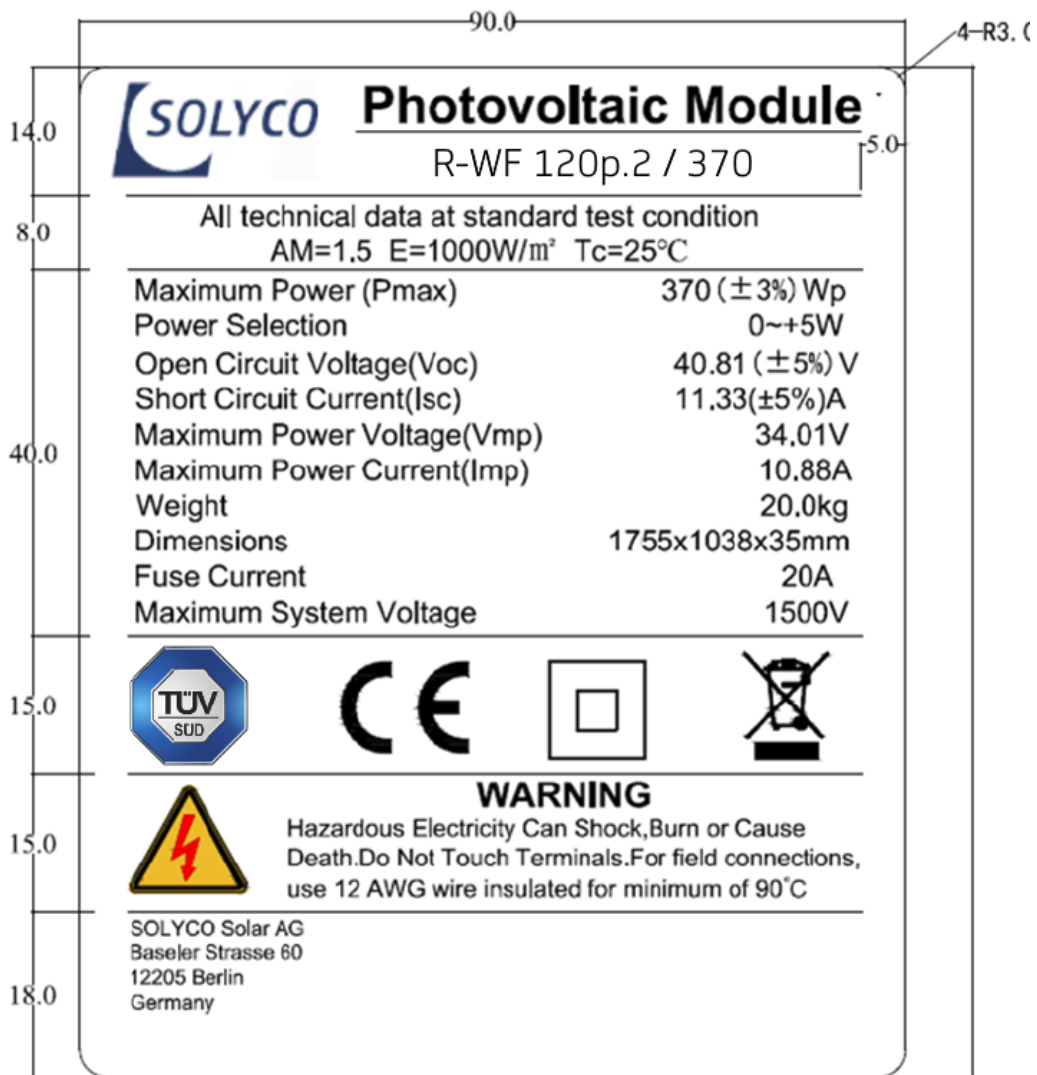 90.0
4-R3.0
SOLYCO Photovoltaic Module
14.0
5.0
R-WF 120p.2 / 370
8.0
All technical data at standard test condition
AM=1.5 E=1000W/m² Tc=25℃
Maximum Power (Pmax) 370 (±3%) Wp
Power Selection 0~+5W
Open Circuit Voltage(Voc) 40.81 (±5%) V
Short Circuit Current(Isc) 11.33(±5%)A
Maximum Power Voltage(Vmp) 34.01V
40.0
Maximum Power Current(Imp) 10.88A
Weight 20.0kg
Dimensions 1755x1038x35mm
Fuse Current 20A
Maximum System Voltage 1500V
15.0
TÜV
SÜD
CE
WARNING
15.0
Hazardous Electricity Can Shock,Burn or Cause
Death.Do Not Touch Terminals.For field connections,
use 12 AWG wire insulated for minimum of 90°C
SOLYCO Solar AG
Baseler Strasse 60
12205 Berlin
Germany
18.0